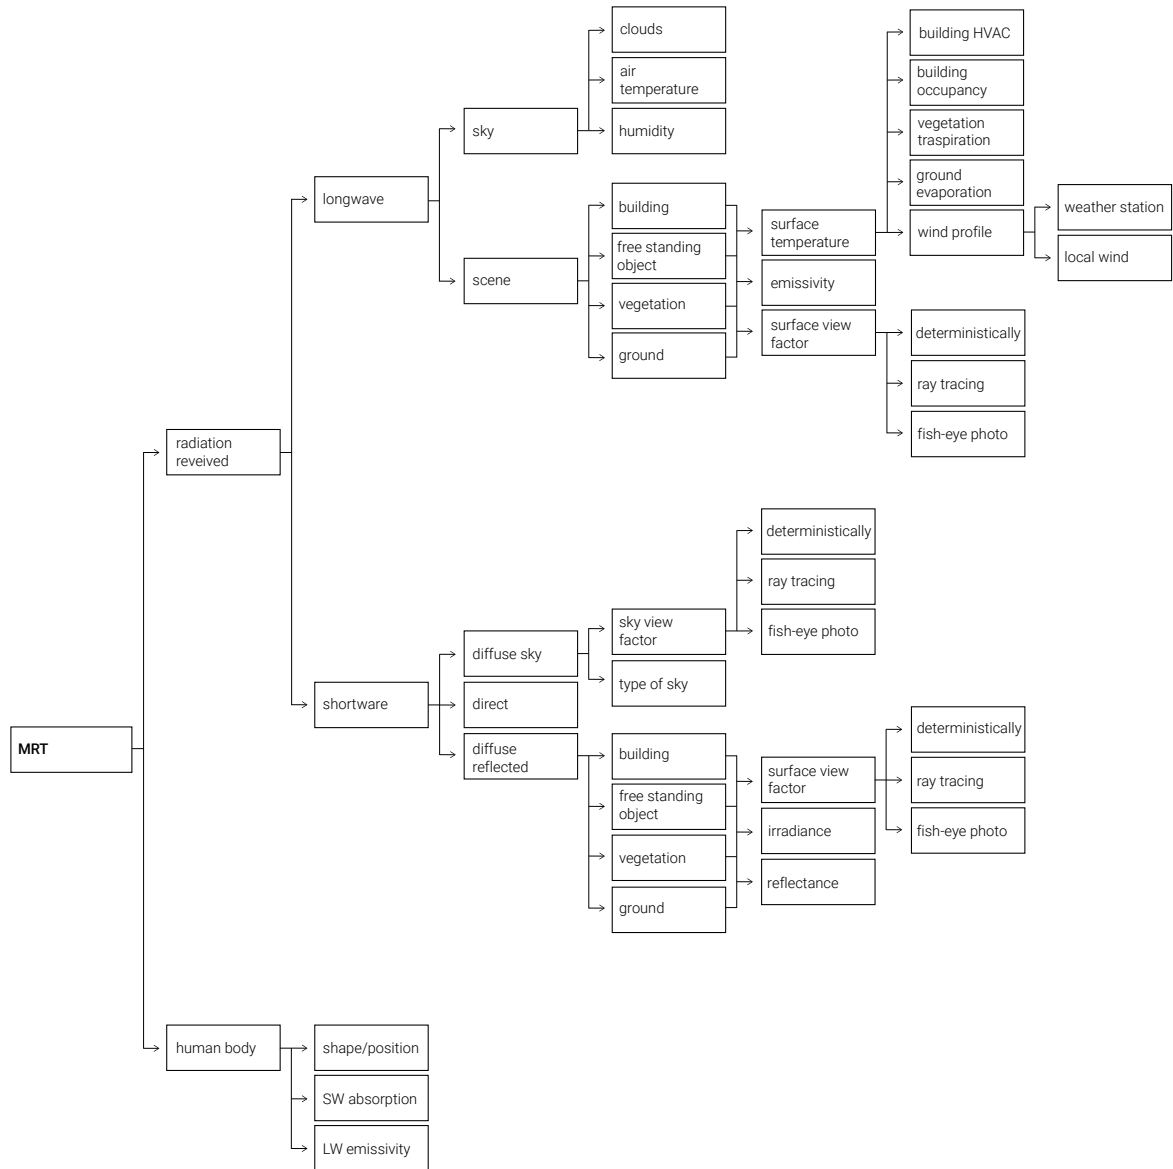 MRT
radiation
reveived
human body
longwave
shortware
shape/position
SW absorption
LW emissivity
sky
scene
diffuse sky
direct
diffuse
reflected
clouds
air
temperature
humidity
building
free standing
object
vegetation
ground
sky view
factor
type of sky
building
free standing
object
vegetation
ground
surface
temperature
emissivity
surface view
factor
deterministically
ray tracing
fish-eye photo
surface view
factor
irradiance
reflectance
building HVAC
building
occupancy
vegetation
traspiration
ground
evaporation
wind profile
deterministically
ray tracing
fish-eye photo
deterministically
ray tracing
fish-eye photo
weather station
local wind